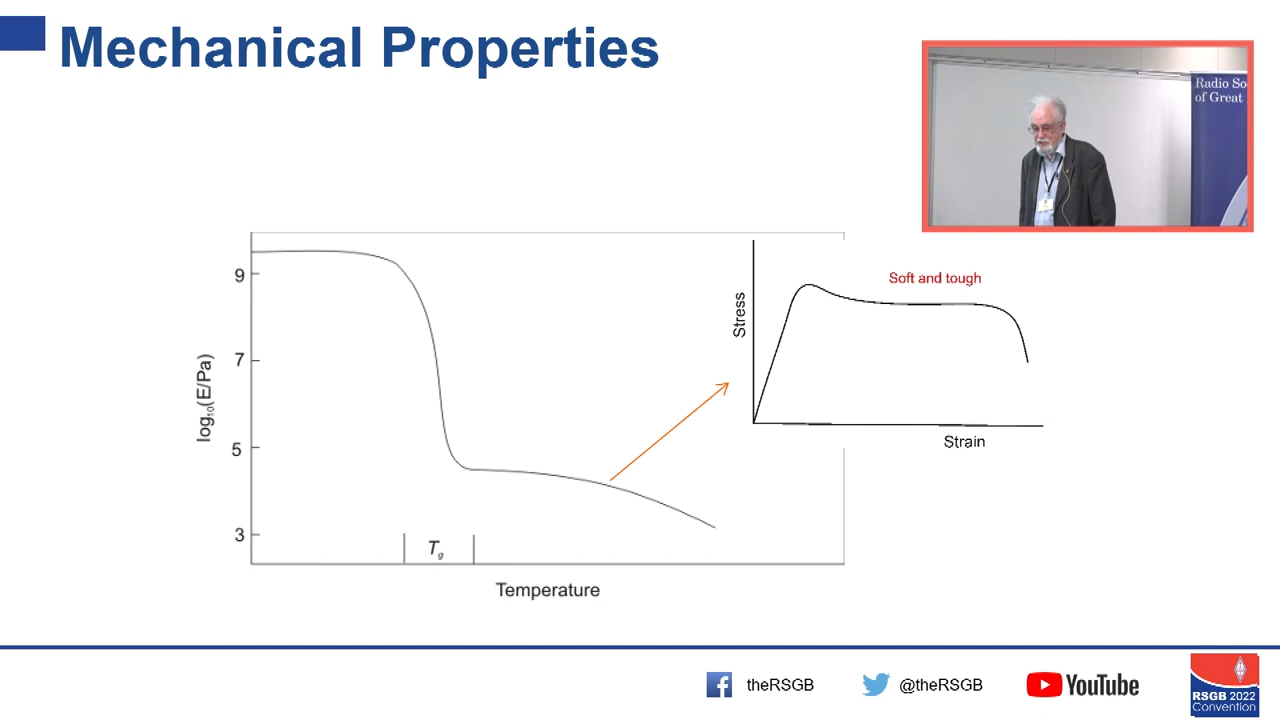 Mechanical Properties
Radio So
of Great
9
7
5
3
log10(E/Pa)
Tg
Temperature
Stress
Soft and tough
Strain
theRSGB
@theRSGB
YouTube
RSGB 2022
Convention